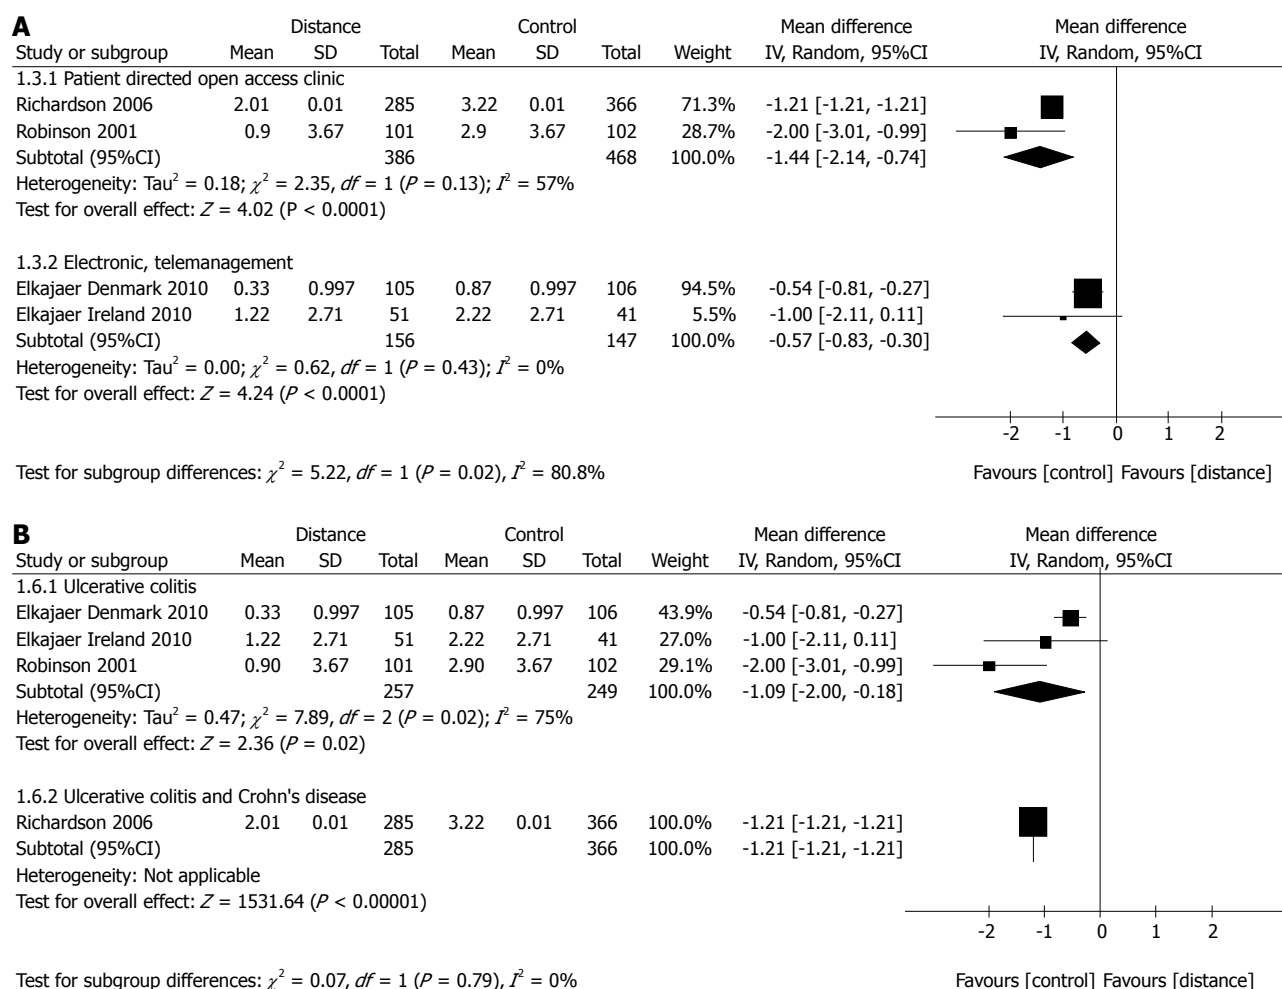 A
Distance Control Mean difference Mean difference
Study or subgroup Mean SD Total Mean SD Total Weight IV, Random, 95%CI IV, Random, 95%CI
1.3.1 Patient directed open access clinic
Richardson 2006 2.01 0.01 285 3.22 0.01 366 71.3% -1.21 [-1.21, -1.21]
Robinson 2001 0.9 3.67 101 2.9 3.67 102 28.7% -2.00 [-3.01, -0.99]
Subtotal (95%CI) 386 468 100.0% -1.44 [-2.14, -0.74]
Heterogeneity: Tau² = 0.18; χ² = 2.35, df = 1 (P = 0.13); I² = 57%
Test for overall effect: Z = 4.02 (P < 0.0001)
1.3.2 Electronic, telemanagement
Elkajaer Denmark 2010 0.33 0.997 105 0.87 0.997 106 94.5% -0.54 [-0.81, -0.27]
Elkajaer Ireland 2010 1.22 2.71 51 2.22 2.71 41 5.5% -1.00 [-2.11, 0.11]
Subtotal (95%CI) 156 147 100.0% -0.57 [-0.83, -0.30]
Heterogeneity: Tau² = 0.00; χ² = 0.62, df = 1 (P = 0.43); I² = 0%
Test for overall effect: Z = 4.24 (P < 0.0001)
-2 -1 0 1 2
Test for subgroup differences: χ² = 5.22, df = 1 (P = 0.02), I² = 80.8% Favours [control] Favours [distance]
B
Distance Control Mean difference Mean difference
Study or subgroup Mean SD Total Mean SD Total Weight IV, Random, 95%CI IV, Random, 95%CI
1.6.1 Ulcerative colitis
Elkajaer Denmark 2010 0.33 0.997 105 0.87 0.997 106 43.9% -0.54 [-0.81, -0.27]
Elkajaer Ireland 2010 1.22 2.71 51 2.22 2.71 41 27.0% -1.00 [-2.11, 0.11]
Robinson 2001 0.90 3.67 101 2.90 3.67 102 29.1% -2.00 [-3.01, -0.99]
Subtotal (95%CI) 257 249 100.0% -1.09 [-2.00, -0.18]
Heterogeneity: Tau² = 0.47; χ² = 7.89, df = 2 (P = 0.02); I² = 75%
Test for overall effect: Z = 2.36 (P = 0.02)
1.6.2 Ulcerative colitis and Crohn's disease
Richardson 2006 2.01 0.01 285 3.22 0.01 366 100.0% -1.21 [-1.21, -1.21]
Subtotal (95%CI) 285 366 100.0% -1.21 [-1.21, -1.21]
Heterogeneity: Not applicable
Test for overall effect: Z = 1531.64 (P < 0.00001)
-2 -1 0 1 2
Test for subgroup differences: χ² = 0.07, df = 1 (P = 0.79), I² = 0% Favours [control] Favours [distance]